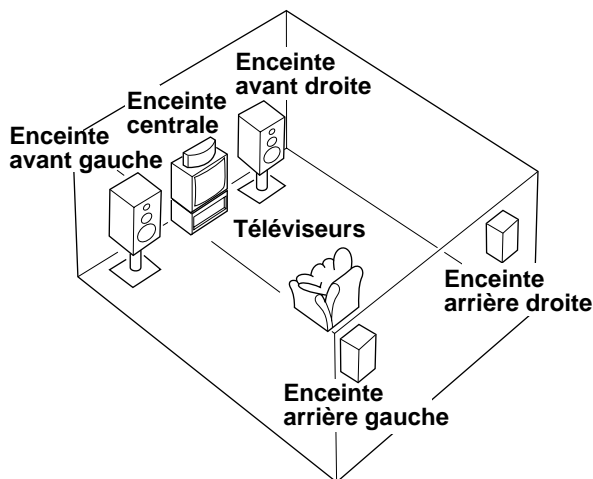 Enceinte
avant droite
Enceinte
centrale
Enceinte
avant gauche
Téléviseurs
Enceinte
arrière droite
Enceinte
arrière gauche